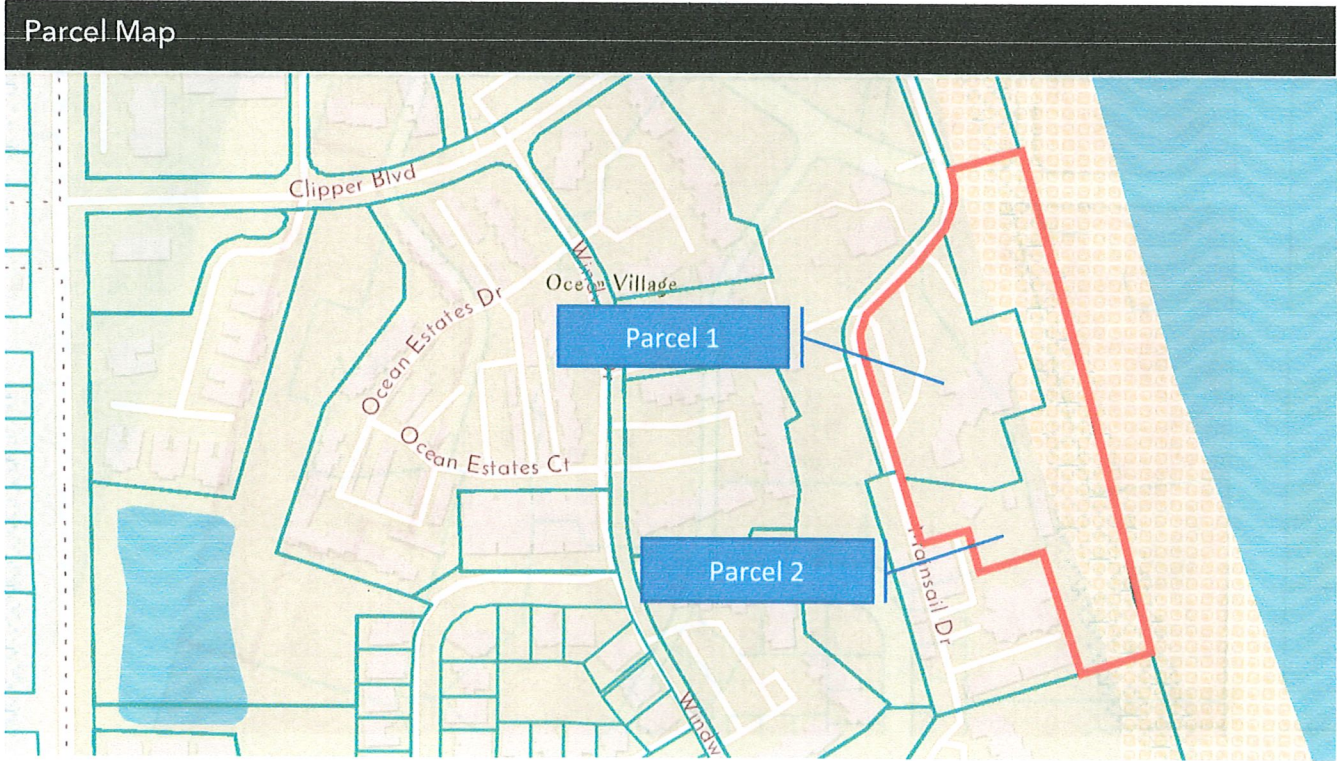 Parcel Map
Clipper Blvd
Ocean Village
Ocean Estates Dr
Parcel 1
Ocean Estates Ct
Parcel 2
Mainsail Dr